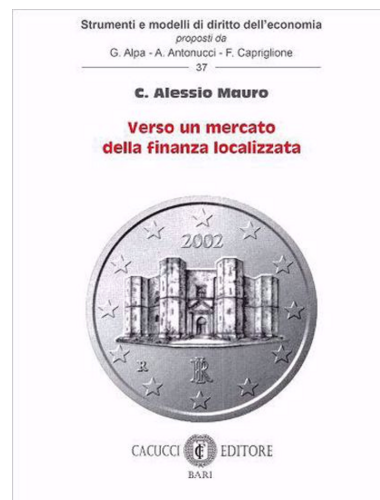 Strumenti e modelli di diritto dell'economia
proposti da
G. Alpa - A. Antonucci - F. Capriglione
37
C. Alessio Mauro
Verso un mercato
della finanza localizzata
2002
R
CACUCCI EDITORE
BARI